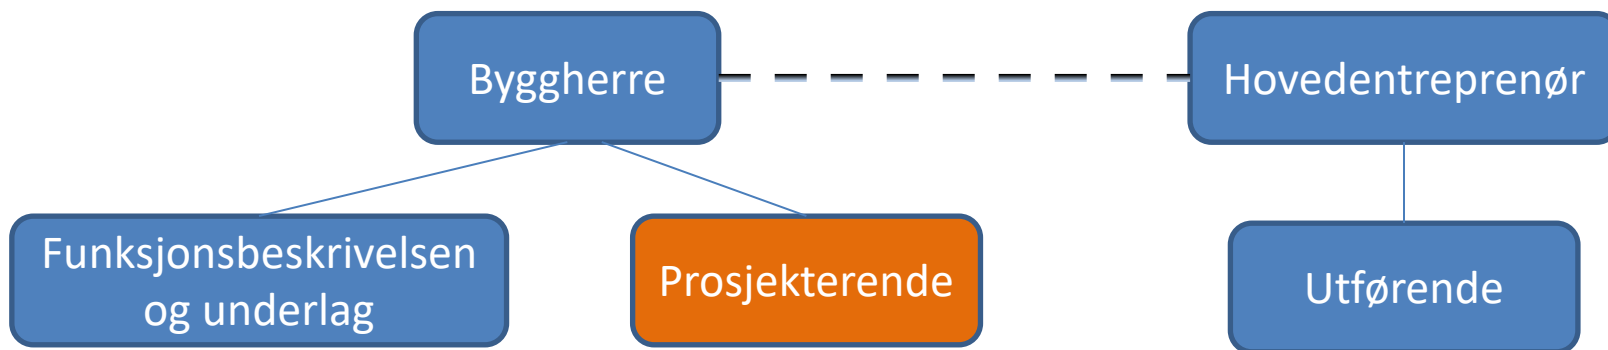 Byggherre
Hovedentreprenør
Funksjonsbeskrivelsen
og underlag
Prosjekterende
Utførende